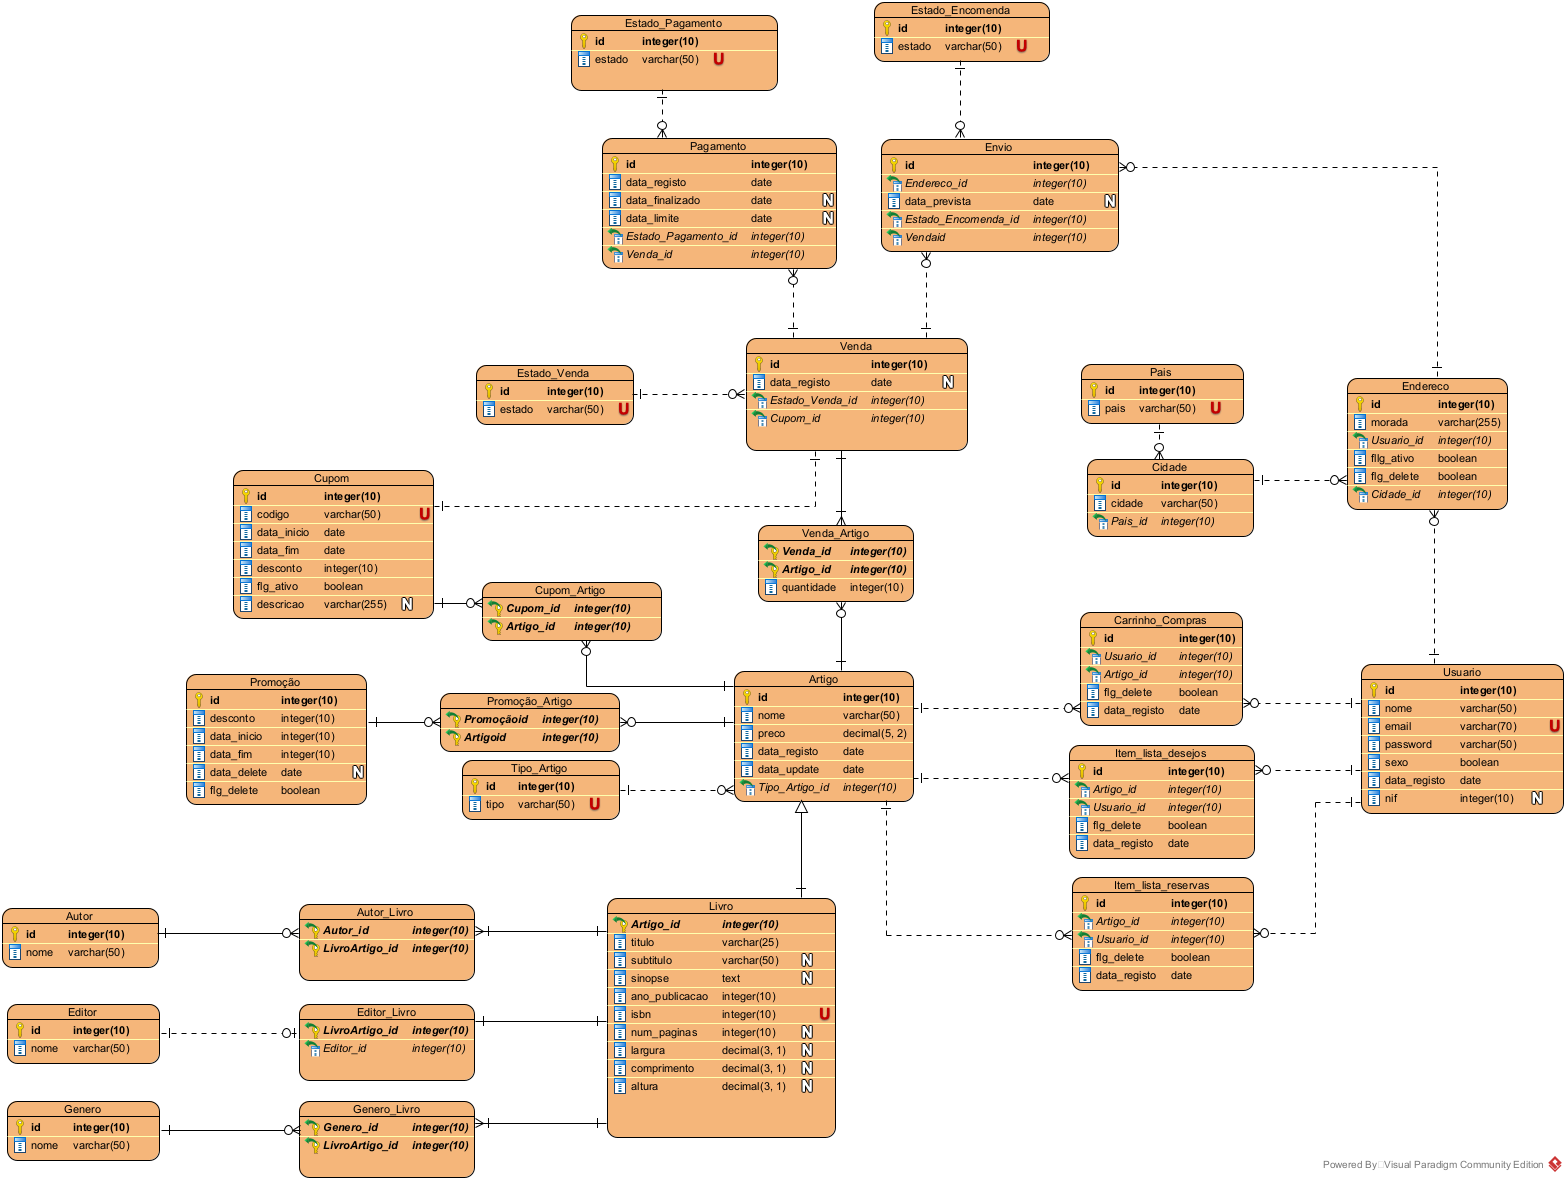 Estado_Pagamento
id integer(10)
estado varchar(50) U
Estado_Encomenda
id integer(10)
estado varchar(50) U
Pagamento
id integer(10)
data_registo date
data_finalizado date N
data_limite date N
Estado_Pagamento_id integer(10)
Venda_id integer(10)
Envio
id integer(10)
Endereco_id integer(10)
data_prevista date N
Estado_Encomenda_id integer(10)
Vendaid integer(10)
Venda
id integer(10)
data_registo date N
Estado_Venda_id integer(10)
Cupom_id integer(10)
Estado_Venda
id integer(10)
estado varchar(50) U
Pais
id integer(10)
pais varchar(50) U
Endereco
id integer(10)
morada varchar(255)
Usuario_id integer(10)
fllg_ativo boolean
flg_delete boolean
Cidade_id integer(10)
Cidade
id integer(10)
cidade varchar(50)
Pais_id integer(10)
Cupom
id integer(10)
codigo varchar(50) U
data_inicio date
data_fim date
desconto integer(10)
flg_ativo boolean
descricao varchar(255) N
Venda_Artigo
Venda_id integer(10)
Artigo_id integer(10)
quantidade integer(10)
Cupom_Artigo
Cupom_id integer(10)
Artigo_id integer(10)
Carrinho_Compras
id integer(10)
Usuario_id integer(10)
Artigo_id integer(10)
flg_delete boolean
data_registo date
Promoção
id integer(10)
desconto integer(10)
data_inicio integer(10)
data_fim integer(10)
data_delete date N
flg_delete boolean
Promoção_Artigo
Promoçãoid integer(10)
Artigoid integer(10)
Artigo
id integer(10)
nome varchar(50)
preco decimal(5, 2)
data_registo date
data_update date
Tipo_Artigo_id integer(10)
Usuario
id integer(10)
nome varchar(50)
email varchar(70) U
password varchar(50)
sexo boolean
data_registo date
nif integer(10) N
Tipo_Artigo
id integer(10)
tipo varchar(50) U
Item_lista_desejos
id integer(10)
Artigo_id integer(10)
Usuario_id integer(10)
flg_delete boolean
data_registo date
Item_lista_reservas
id integer(10)
Artigo_id integer(10)
Usuario_id integer(10)
flg_delete boolean
data_registo date
Autor
id integer(10)
nome varchar(50)
Autor_Livro
Autor_id integer(10)
LivroArtigo_id integer(10)
Livro
Artigo_id integer(10)
titulo varchar(25)
subtitulo varchar(50) N
sinopse text N
ano_publicacao integer(10)
isbn integer(10) U
num_paginas integer(10) N
largura decimal(3, 1) N
comprimento decimal(3, 1) N
altura decimal(3, 1) N
Editor
id integer(10)
nome varchar(50)
Editor_Livro
LivroArtigo_id integer(10)
Editor_id integer(10)
Genero
id integer(10)
nome varchar(50)
Genero_Livro
Genero_id integer(10)
LivroArtigo_id integer(10)
Powered By Visual Paradigm Community Edition